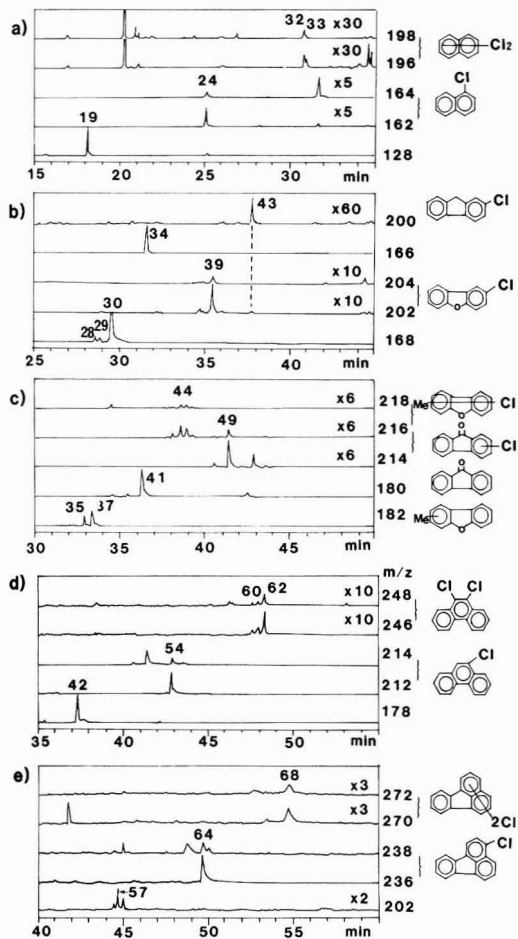 a)
32 33 x30 198
x30 196
Cl2
24 x5 164
Cl
19 x5 162
128
15 20 25 30 min
b)
43 x60 200
Cl
34 166
39 x10 204
x10 202
Cl
28 29 30 168
25 30 35 40 min
c)
44 x6 218
Me Cl
O
49 x6 216
O
Cl
x6 214
41 180
O
35 37 182
Me
O
30 35 40 45 min
d)
m/z
60 62 x10 248
Cl Cl
x10 246
54 214
Cl
212
42 178
35 40 45 50 min
e)
68 x3 272
x3 270
2Cl
64 238
Cl
236
57 x2 202
40 45 50 55 min